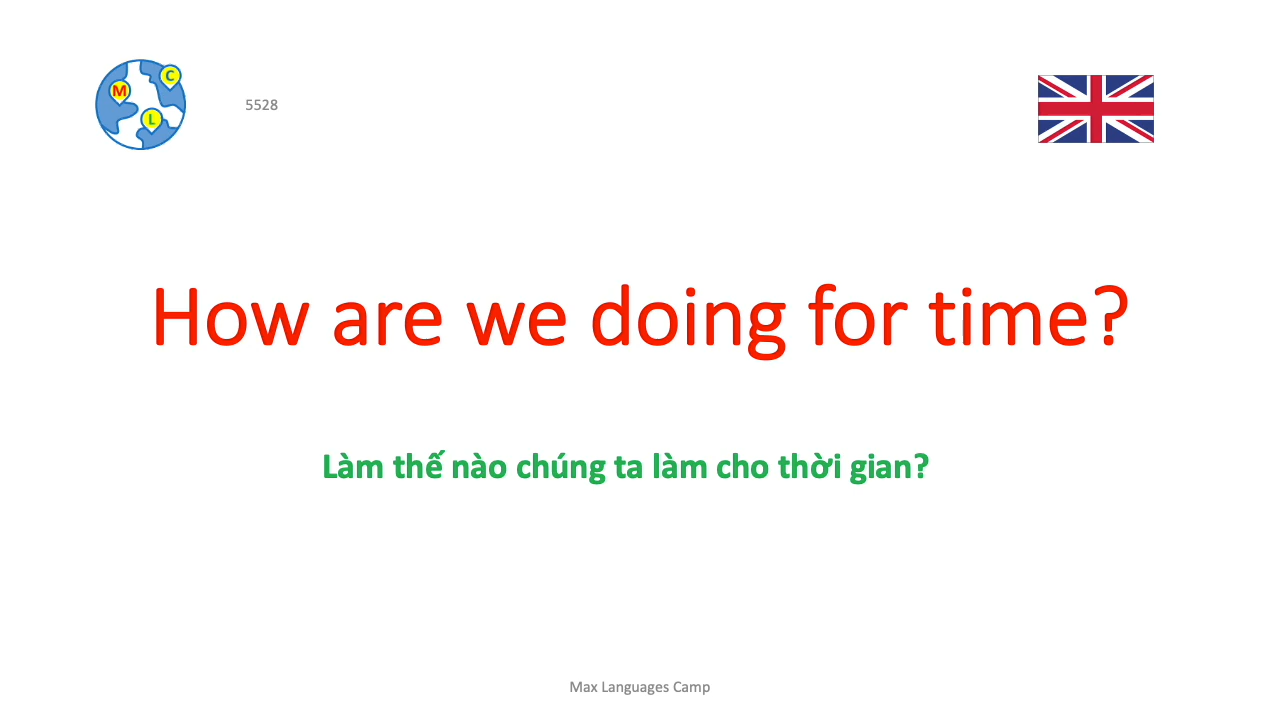 C
M
L
5528
How are we doing for time?
Làm thế nào chúng ta làm cho thời gian?
Max Languages Camp